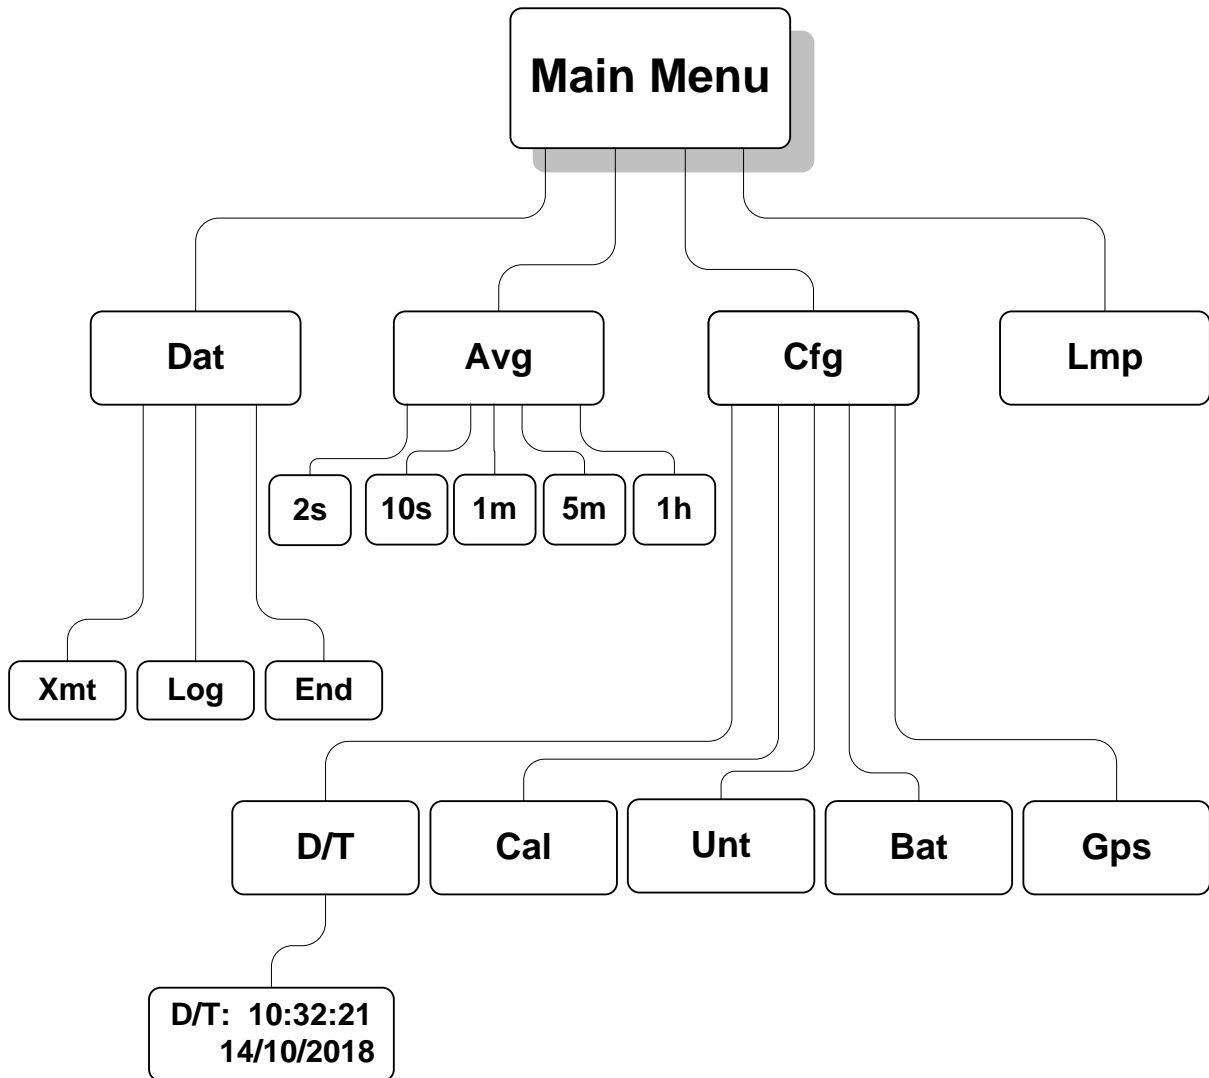 Main Menu
Dat
Avg
Cfg
Lmp
2s
10s
1m
5m
1h
Xmt
Log
End
D/T
Cal
Unt
Bat
Gps
D/T: 10:32:21
14/10/2018